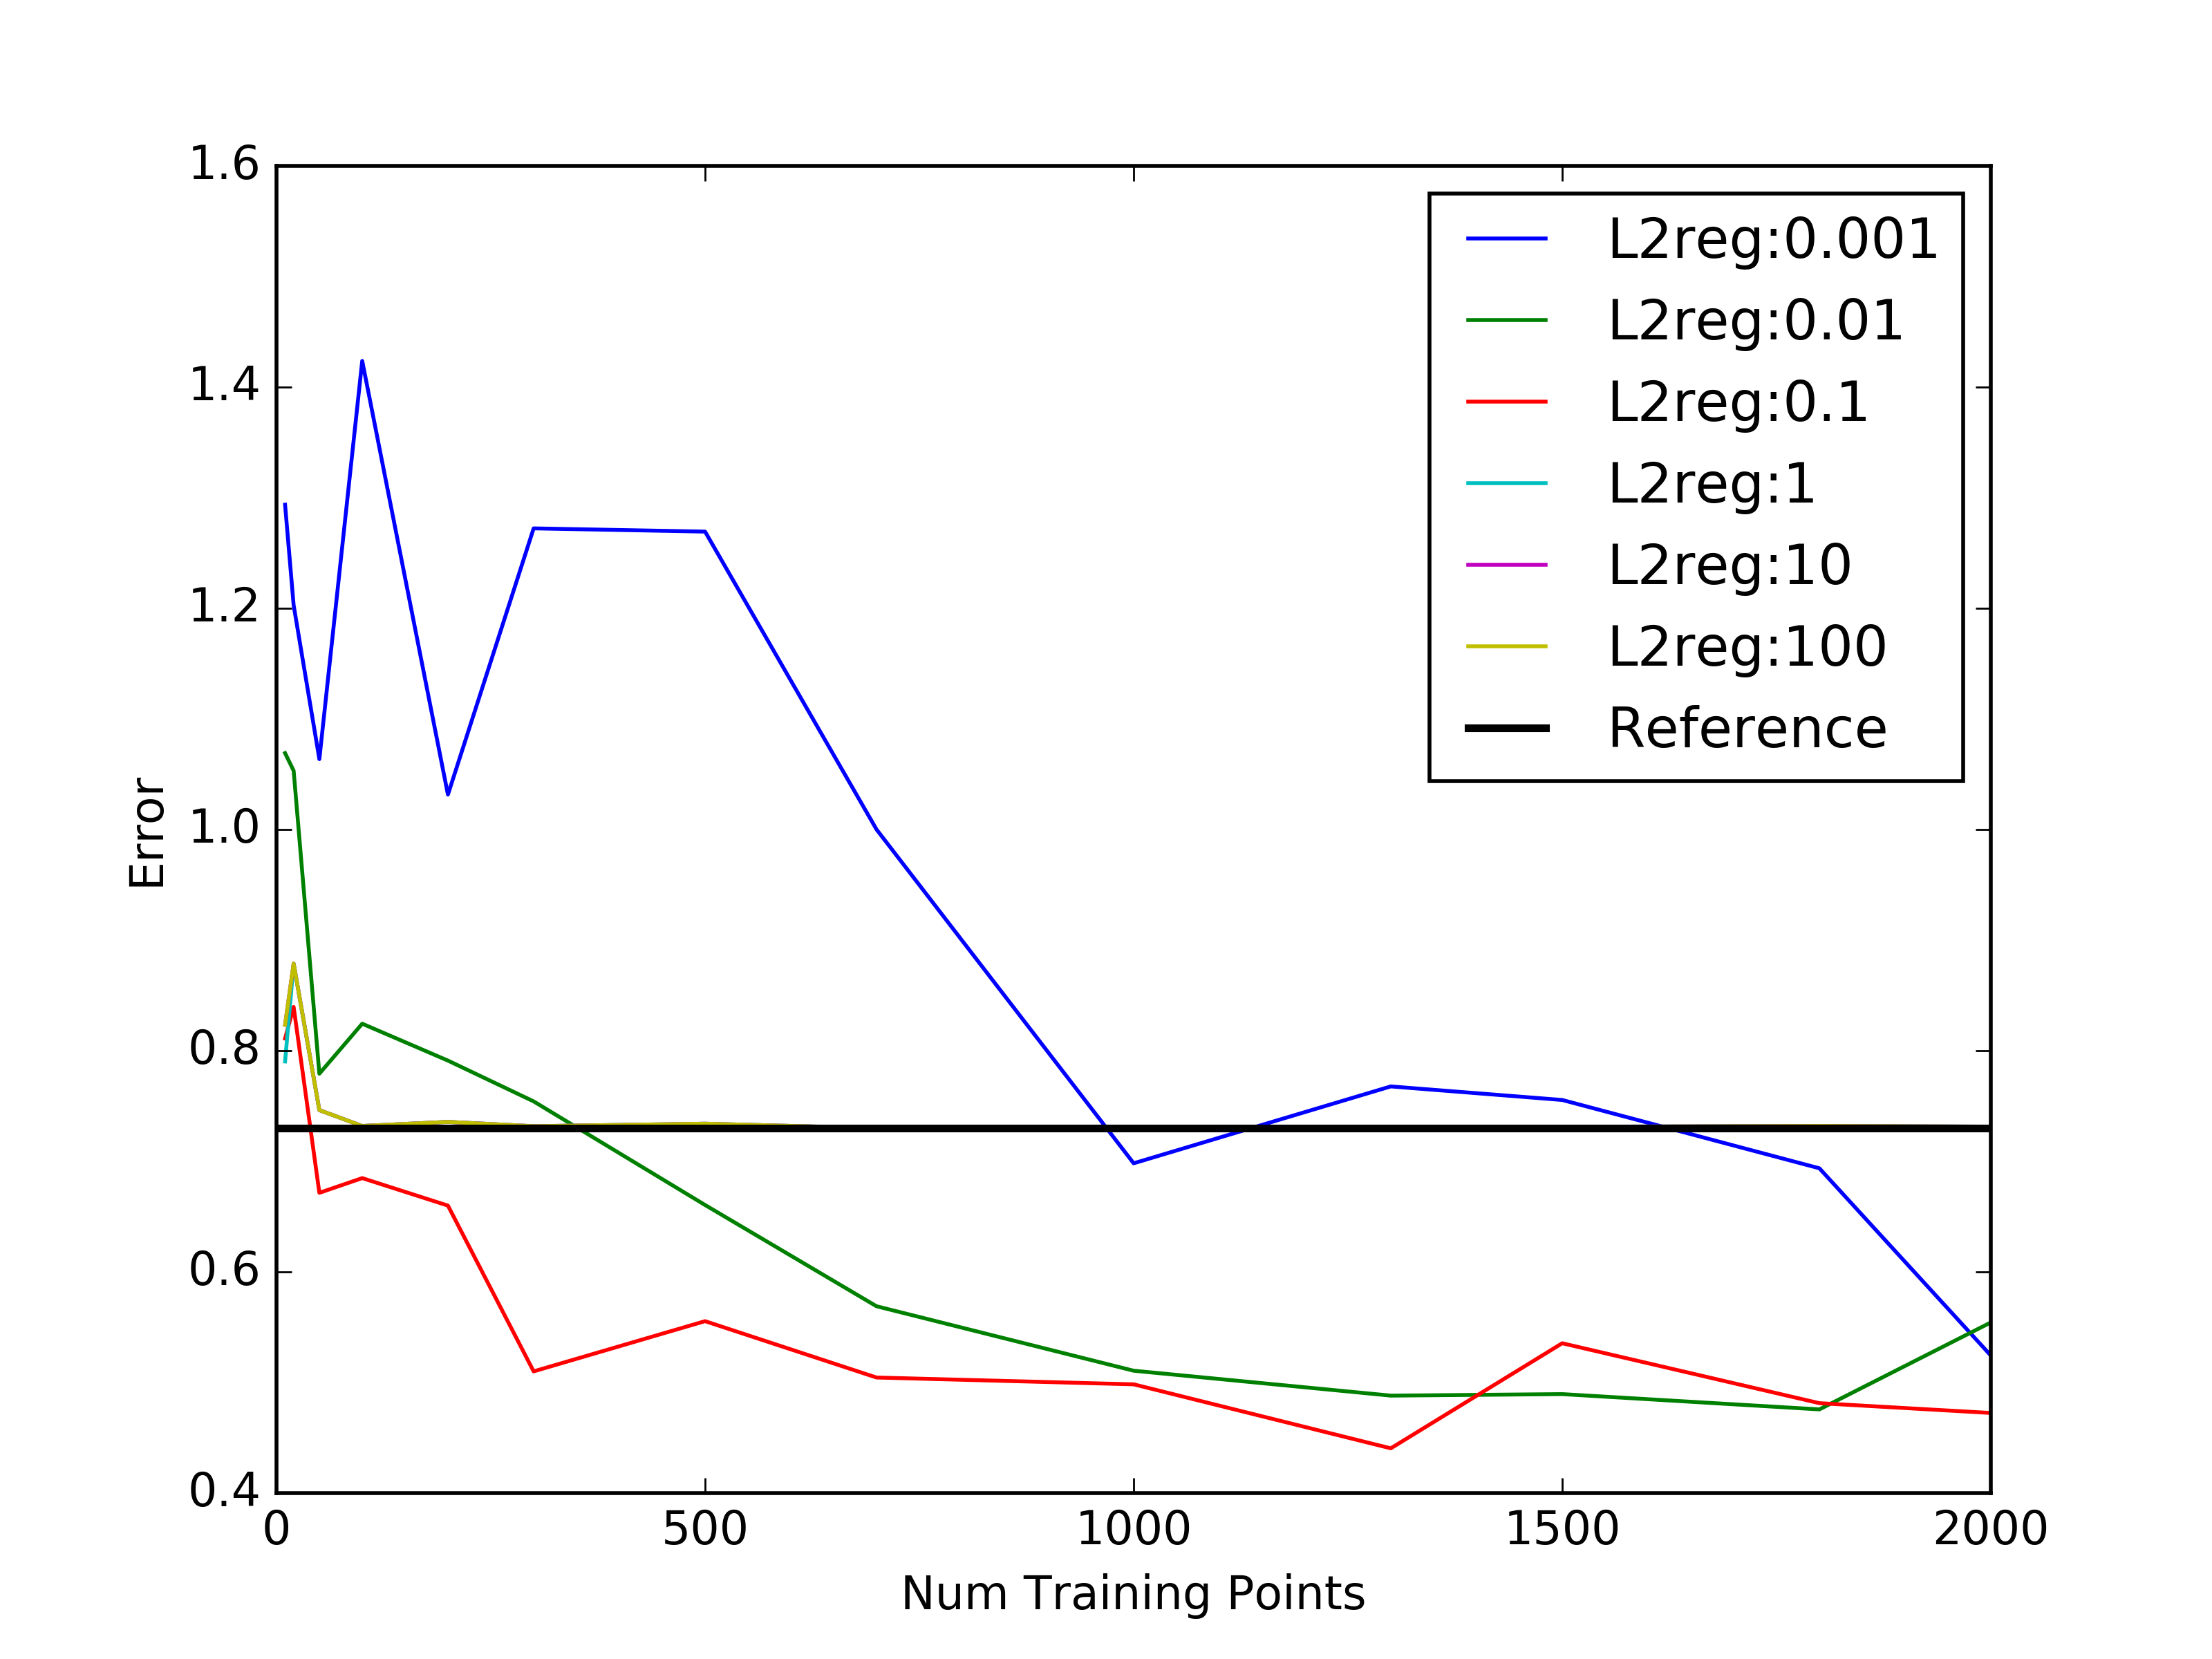 1.6
1.4
1.2
1.0
0.8
0.6
0.4
Error
0
500
1000
1500
2000
Num Training Points
L2reg:0.001
L2reg:0.01
L2reg:0.1
L2reg:1
L2reg:10
L2reg:100
Reference